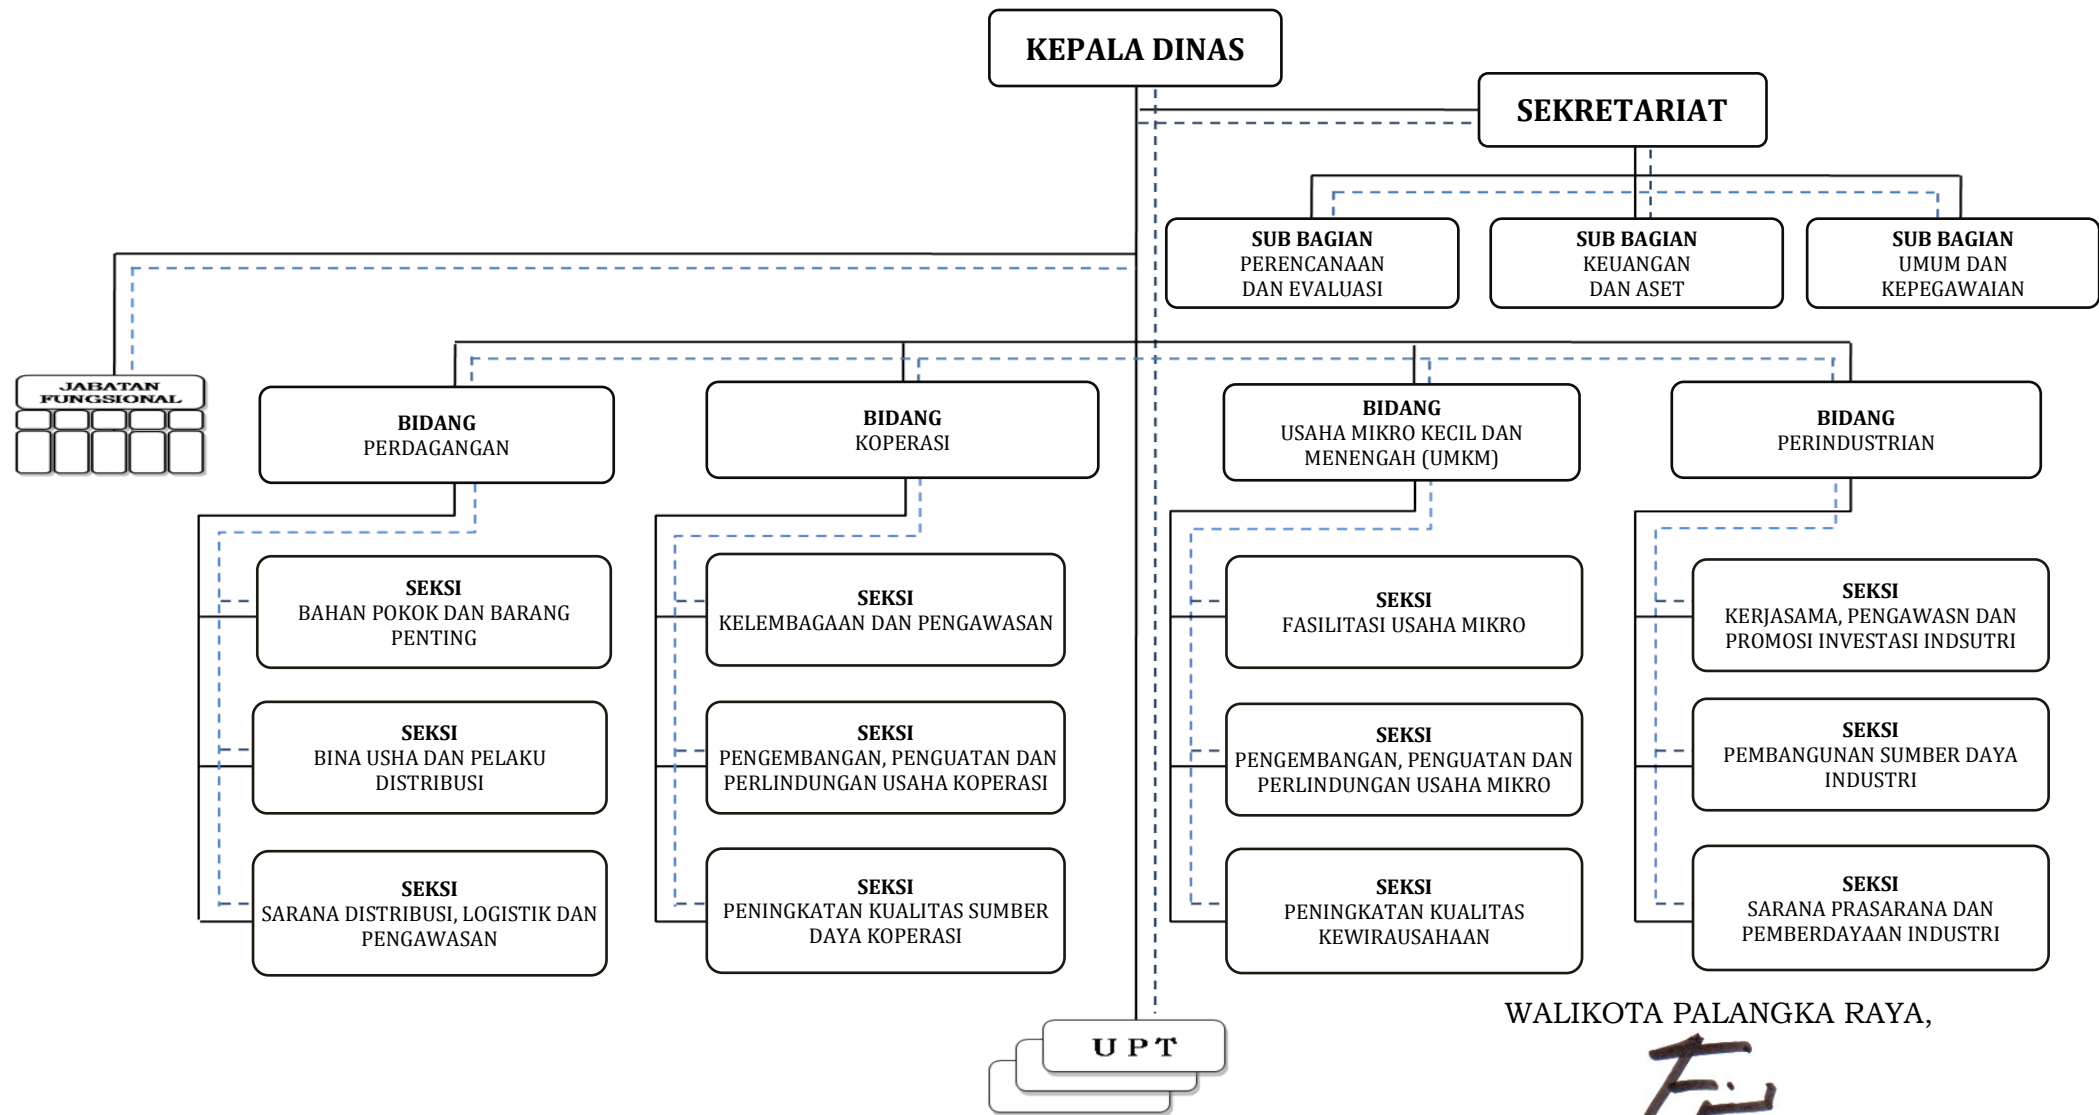 KEPALA DINAS
SEKRETARIAT
SUB BAGIAN
PERENCANAAN
DAN EVALUASI
SUB BAGIAN
KEUANGAN
DAN ASET
SUB BAGIAN
UMUM DAN
KEPEGAWAIAN
JABATAN
FUNGSIONAL
BIDANG
PERDAGANGAN
BIDANG
KOPERASI
BIDANG
USAHA MIKRO KECIL DAN
MENENGAH (UMKM)
BIDANG
PERINDUSTRIAN
SEKSI
BAHAN POKOK DAN BARANG
PENTING
SEKSI
KELEMBAGAAN DAN PENGAWASAN
SEKSI
FASILITASI USAHA MIKRO
SEKSI
KERJASAMA, PENGAWASN DAN
PROMOSI INVESTASI INDSUTRI
SEKSI
BINA USHA DAN PELAKU
DISTRIBUSI
SEKSI
PENGEMBANGAN, PENGUATAN DAN
PERLINDUNGAN USAHA KOPERASI
SEKSI
PENGEMBANGAN, PENGUATAN DAN
PERLINDUNGAN USAHA MIKRO
SEKSI
PEMBANGUNAN SUMBER DAYA
INDUSTRI
SEKSI
SARANA DISTRIBUSI, LOGISTIK DAN
PENGAWASAN
SEKSI
PENINGKATAN KUALITAS SUMBER
DAYA KOPERASI
SEKSI
PENINGKATAN KUALITAS
KEWIRAUSAHAAN
SEKSI
SARANA PRASARANA DAN
PEMBERDAYAAN INDUSTRI
WALIKOTA PALANGKA RAYA,
U P T